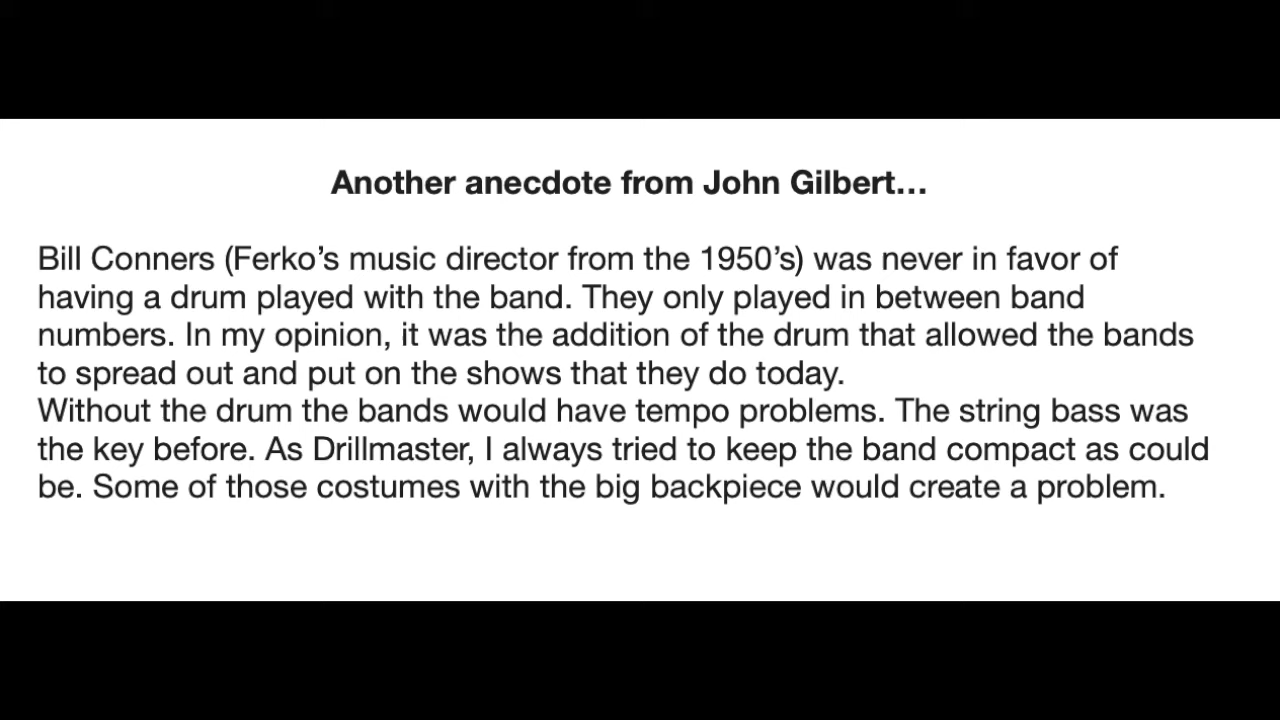 Another anecdote from John Gilbert…
Bill Conners (Ferko’s music director from the 1950’s) was never in favor of
having a drum played with the band. They only played in between band
numbers. In my opinion, it was the addition of the drum that allowed the bands
to spread out and put on the shows that they do today.
Without the drum the bands would have tempo problems. The string bass was
the key before. As Drillmaster, I always tried to keep the band compact as could
be. Some of those costumes with the big backpiece would create a problem.